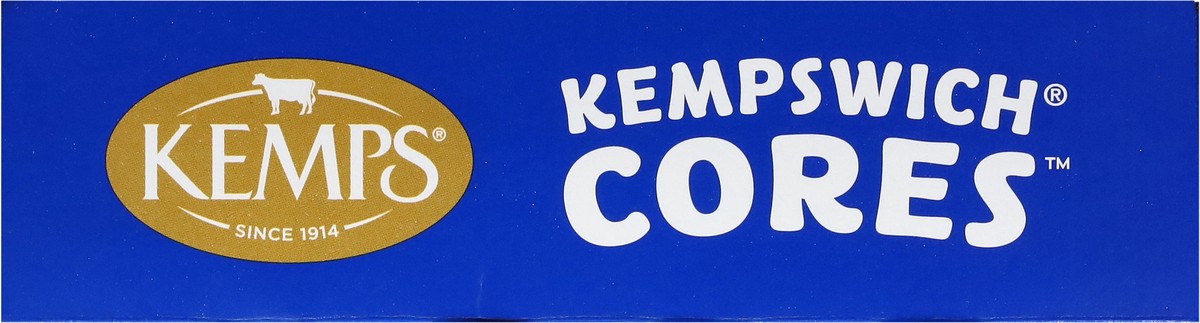 KEMPS®
SINCE 1914
KEMPSWICH®
CORES™